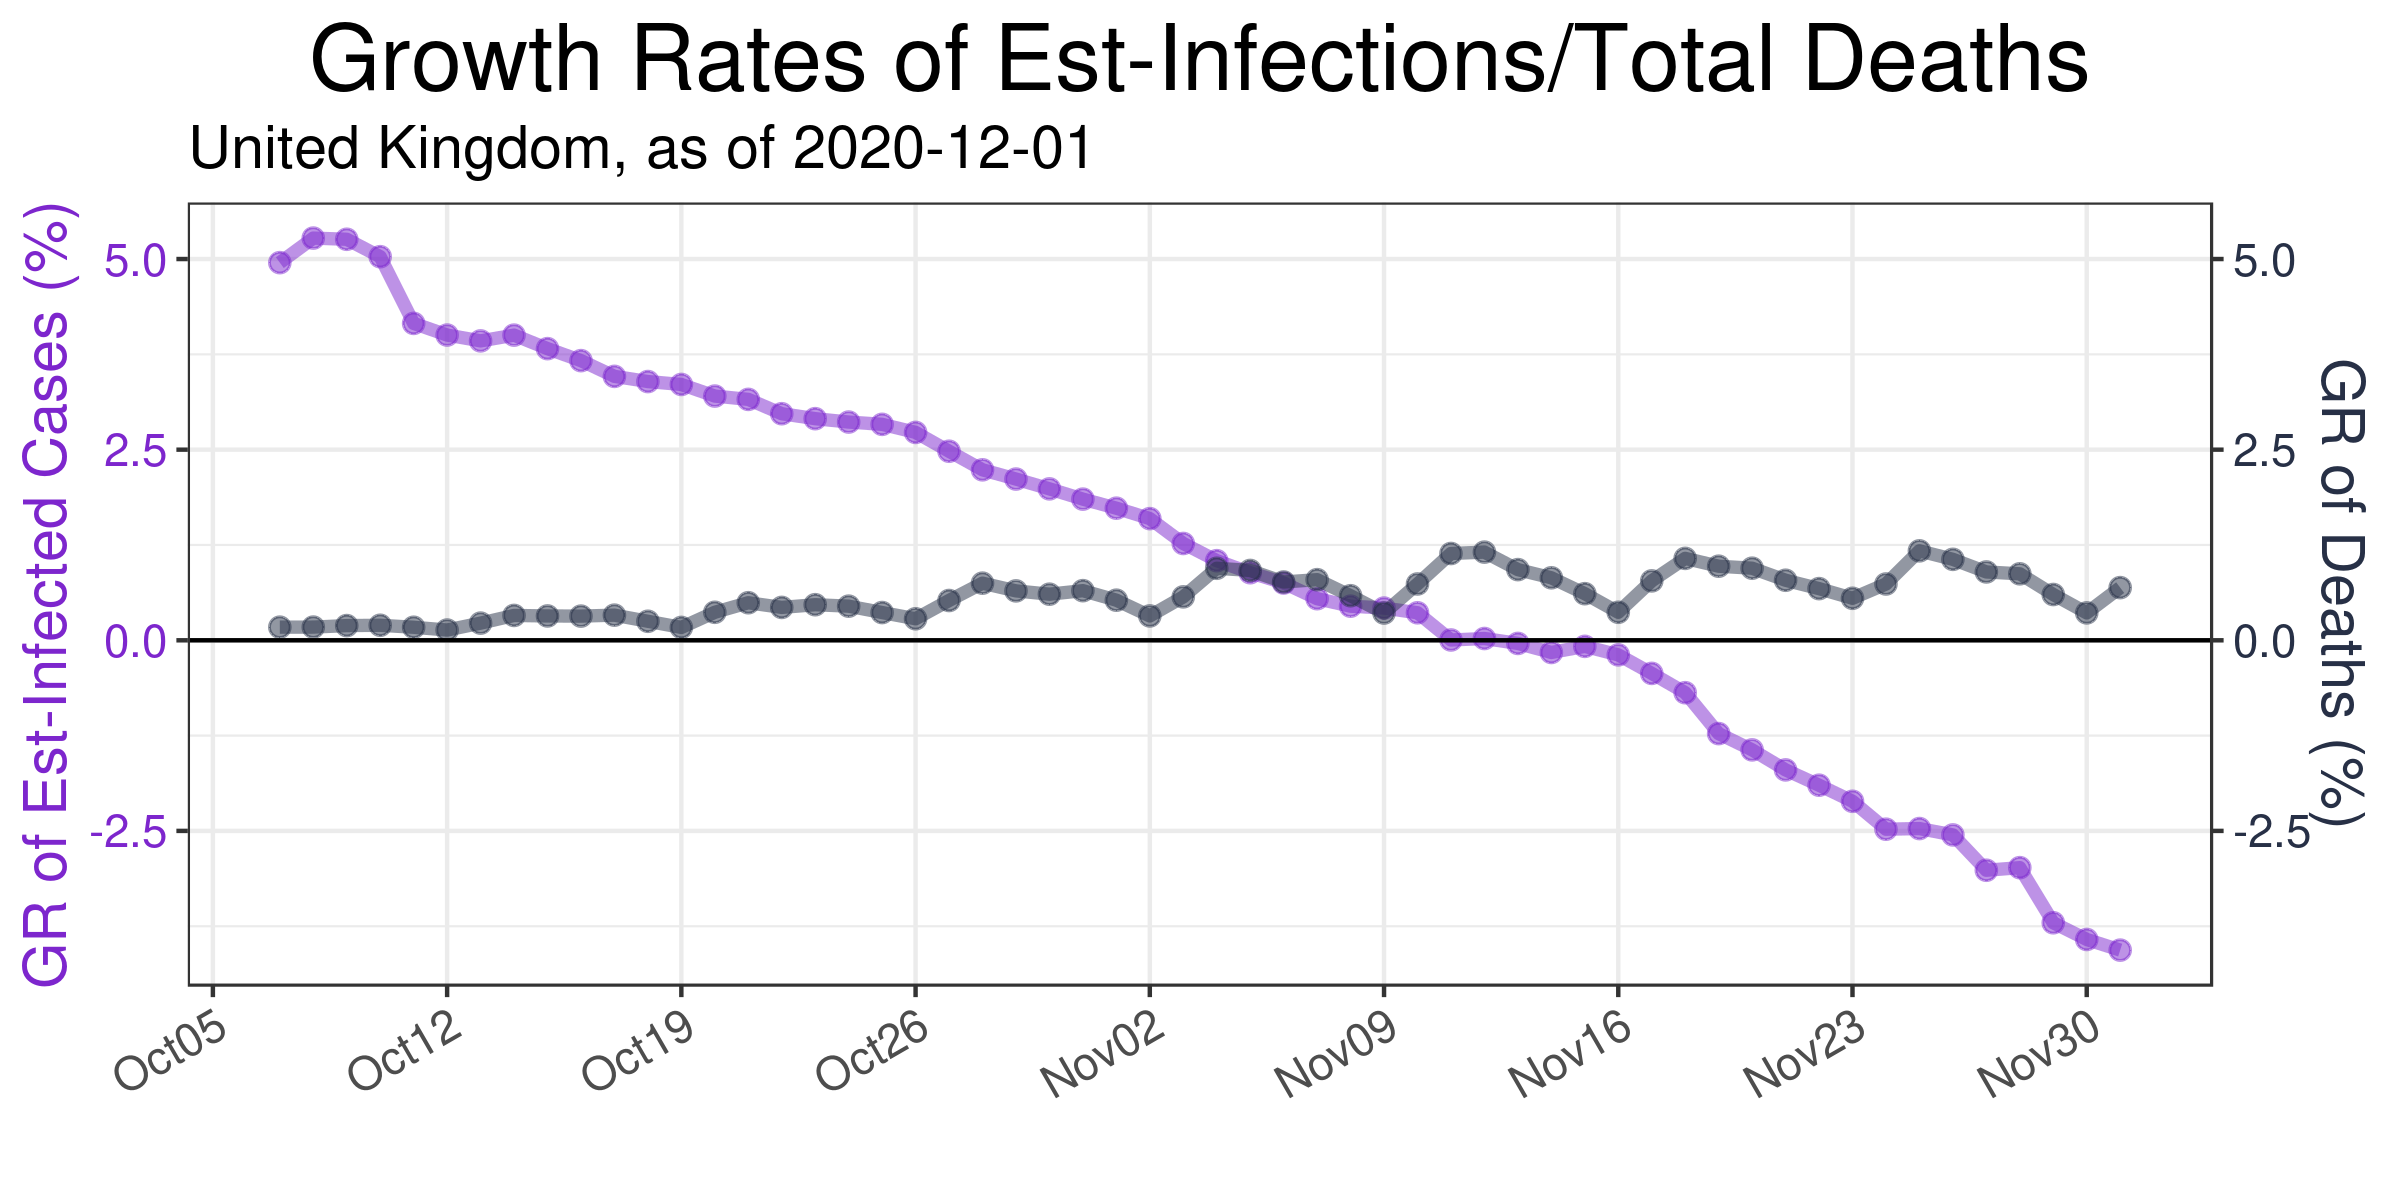 Growth Rates of Est-Infections/Total Deaths
United Kingdom, as of 2020-12-01
GR of Est-Infected Cases (%)
5.0
2.5
0.0
-2.5
5.0
2.5
0.0
-2.5
GR of Deaths (%)
Oct05
Oct12
Oct19
Oct26
Nov02
Nov09
Nov16
Nov23
Nov30